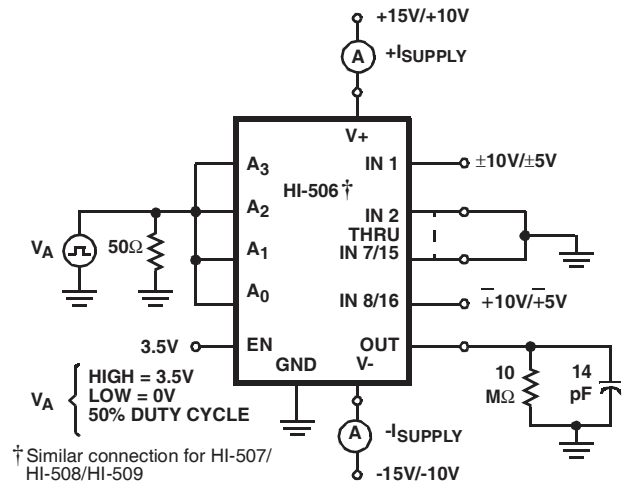 +15V/+10V
A
+ISUPPLY
V+
A3
IN 1
±10V/±5V
HI-506†
A2
IN 2
THRU
VA
50Ω
A1
IN 7/15
A0
IN 8/16
∓10V/∓5V
3.5V
EN
OUT
GND
V-
10
MΩ
14
pF
VA
HIGH = 3.5V
LOW = 0V
50% DUTY CYCLE
A
-ISUPPLY
† Similar connection for HI-507/
HI-508/HI-509
-15V/-10V